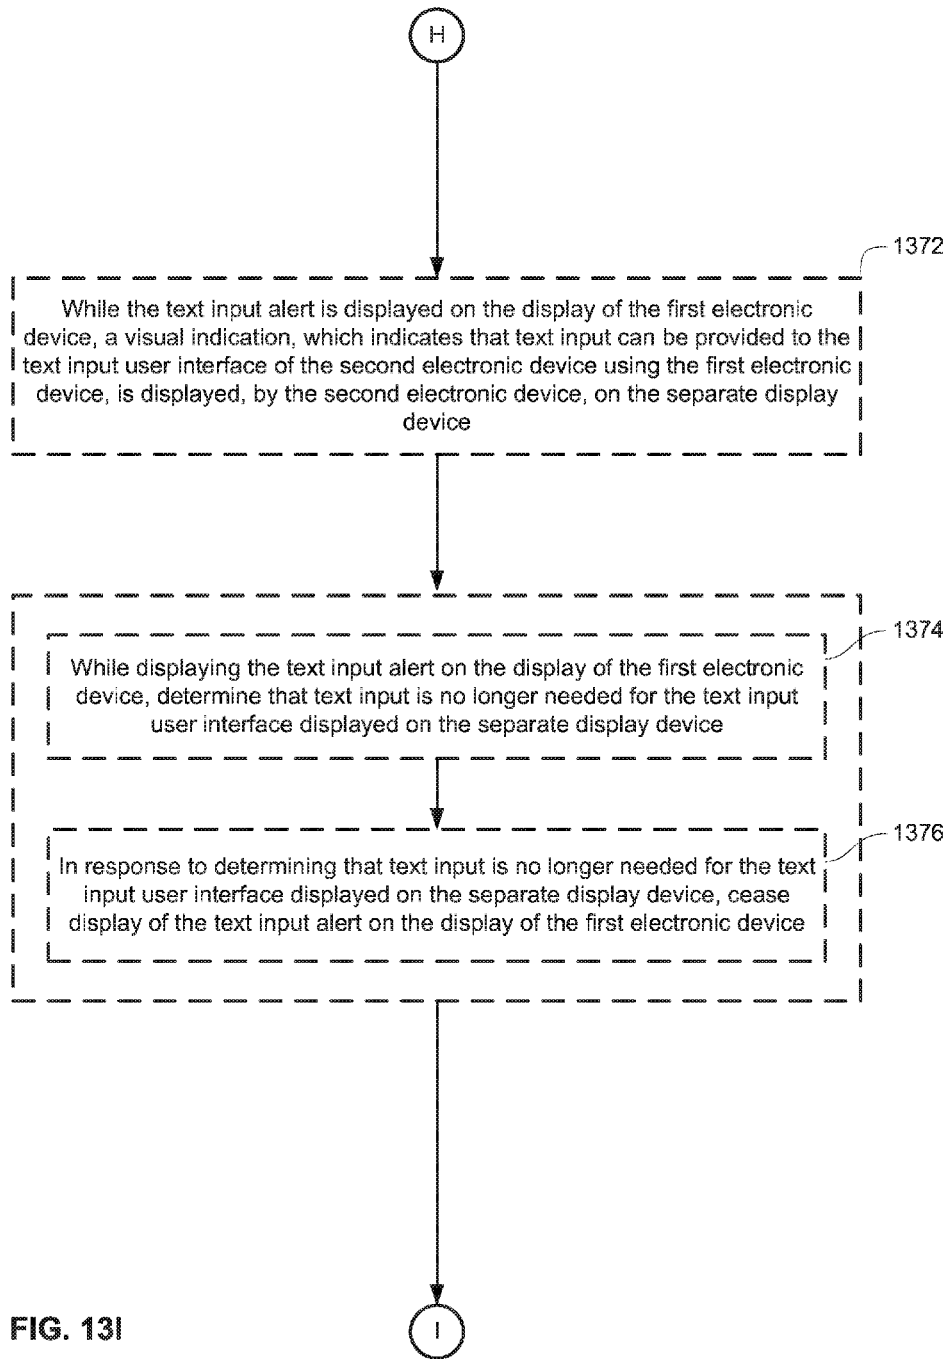 H
1372
While the text input alert is displayed on the display of the first electronic
device, a visual indication, which indicates that text input can be provided to the
text input user interface of the second electronic device using the first electronic
device, is displayed, by the second electronic device, on the separate display
device
1374
While displaying the text input alert on the display of the first electronic
device, determine that text input is no longer needed for the text input
user interface displayed on the separate display device
1376
In response to determining that text input is no longer needed for the text
input user interface displayed on the separate display device, cease
display of the text input alert on the display of the first electronic device
FIG. 13I
I